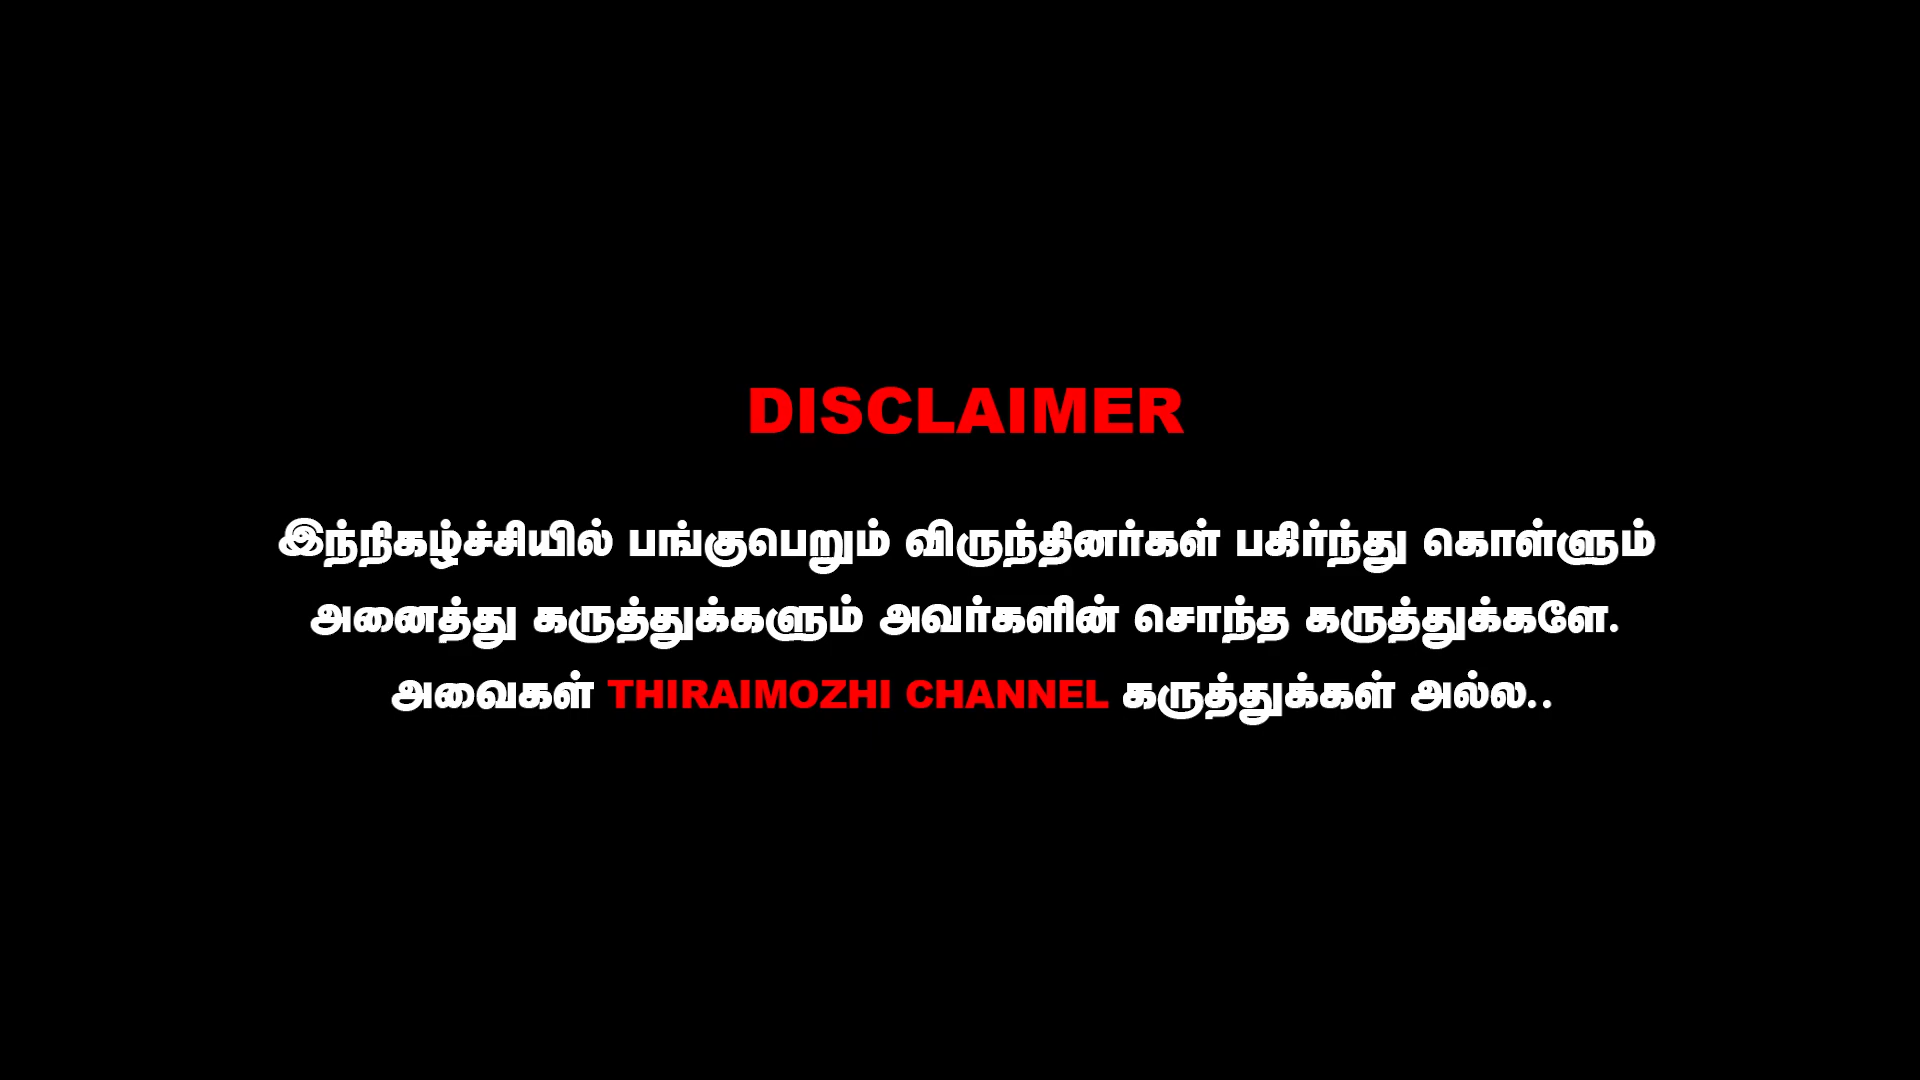 DISCLAIMER
இந்நிகழ்ச்சியில் பங்குபெறும் விருந்தினர்கள் பகிர்ந்து கொள்ளும்
அனைத்து கருத்துக்களும் அவர்களின் சொந்த கருத்துக்களே.
அவைகள் THIRAIMOZHI CHANNEL கருத்துக்கள் அல்ல..